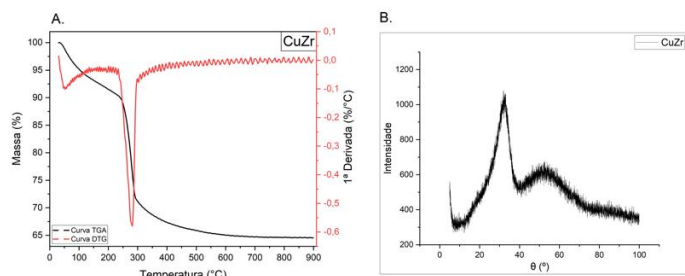 A.
CuZr
100
95
90
85
80
75
70
65
Massa (%)
0,1
0,0
-0,1
-0,2
-0,3
-0,4
-0,5
-0,6
1ª Derivada (%/°C)
Curva TGA
Curva DTG
0 100 200 300 400 500 600 700 800 900
Temperatura (°C)
B.
CuZr
1200
1000
800
600
400
200
Intensidade
0 20 40 60 80 100
θ (º)